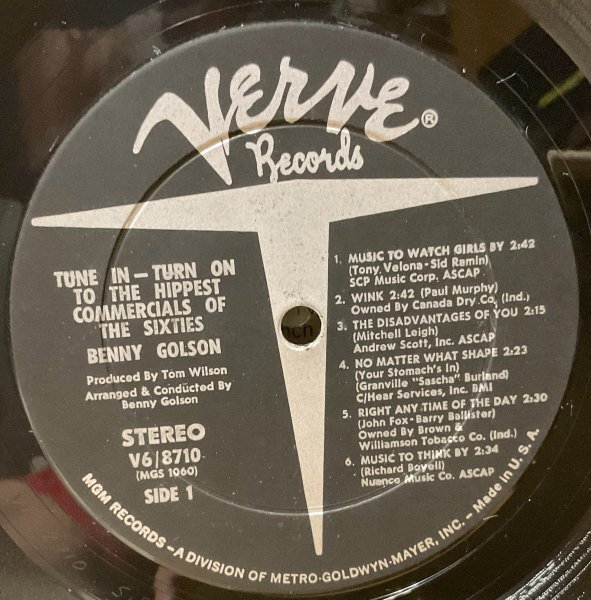 Verve®
Records
TUNE IN — TURN ON
TO THE HIPPEST
COMMERCIALS OF
THE SIXTIES
BENNY GOLSON
Produced By Tom Wilson
Arranged & Conducted By
Benny Golson
STEREO
V6/8710
(MGS 1060)
SIDE 1
1. MUSIC TO WATCH GIRLS BY 2:42
(Tony Velona-Sid Ramin)
SCP Music Corp. ASCAP
2. WINK 2:42 (Paul Murphy)
Owned By Canada Dry Co. (Ind.)
3. THE DISADVANTAGES OF YOU 2:15
(Mitchell Leigh)
Andrew Scott, Inc. ASCAP
4. NO MATTER WHAT SHAPE 2:23
(Your Stomach's In)
(Granville "Sascha" Burland)
C/Hear Services, Inc. BMI
5. RIGHT ANY TIME OF THE DAY 2:30
(John Fox-Barry Ballister)
Owned By Brown &
Williamson Tobacco Co. (Ind.)
6. MUSIC TO THINK BY 2:34
(Richard Bovell)
Nuance Music Co. ASCAP
MGM RECORDS - A DIVISION OF METRO-GOLDWYN-MAYER, INC. - Made in U. S. A.